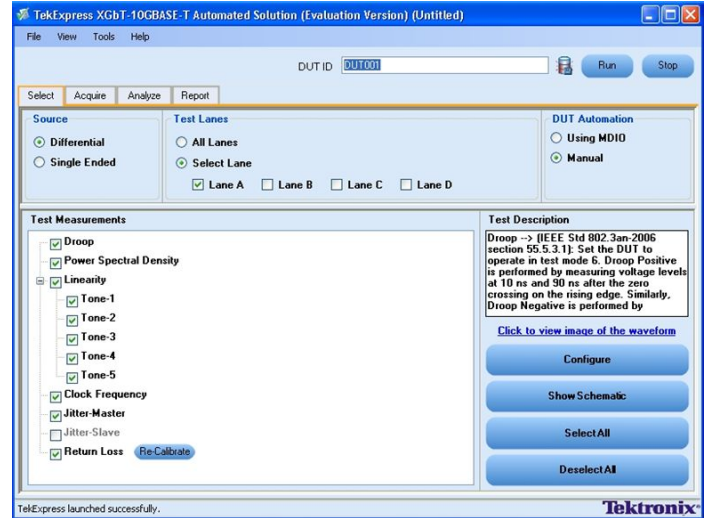 TekExpress XGbT-10GBASE-T Automated Solution (Evaluation Version) (Untitled)
File View Tools Help
DUT ID DUT001 Run Stop
Select Acquire Analyze Report
Source
Differential
Single Ended
Test Lanes
All Lanes
Select Lane
Lane A Lane B Lane C Lane D
DUT Automation
Using MDIO
Manual
Test Measurements
Droop
Power Spectral Density
Linearity
Tone-1
Tone-2
Tone-3
Tone-4
Tone-5
Clock Frequency
Jitter-Master
Jitter-Slave
Return Loss Re-Calibrate
Test Description
Droop --> (IEEE Std 802.3an-2006
section 55.5.3.1): Set the DUT to
operate in test mode 6. Droop Positive
is performed by measuring voltage levels
at 10 ns and 90 ns after the zero
crossing on the rising edge. Similarly,
Droop Negative is performed by
Click to view image of the waveform
Configure
Show Schematic
Select All
Deselect All
TekExpress launched successfully.
Tektronix